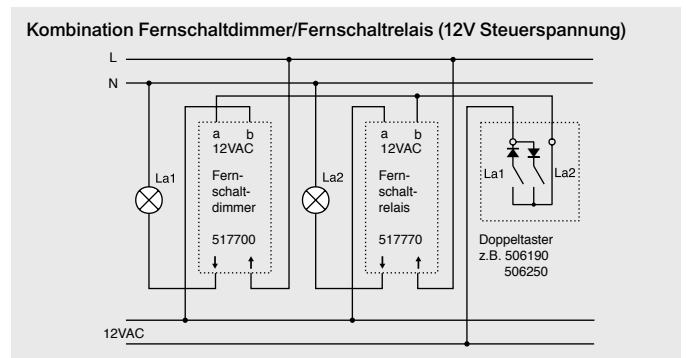 Kombination Fernschaltdimmer/Fernschaltrelais (12V Steuerspannung)
L
N
a b
12VAC
Fern-
schalt-
dimmer
517700
La1
a b
12VAC
Fern-
schalt-
relais
517770
La2
La1
La2
Doppeltaster
z.B. 506190
506250
12VAC